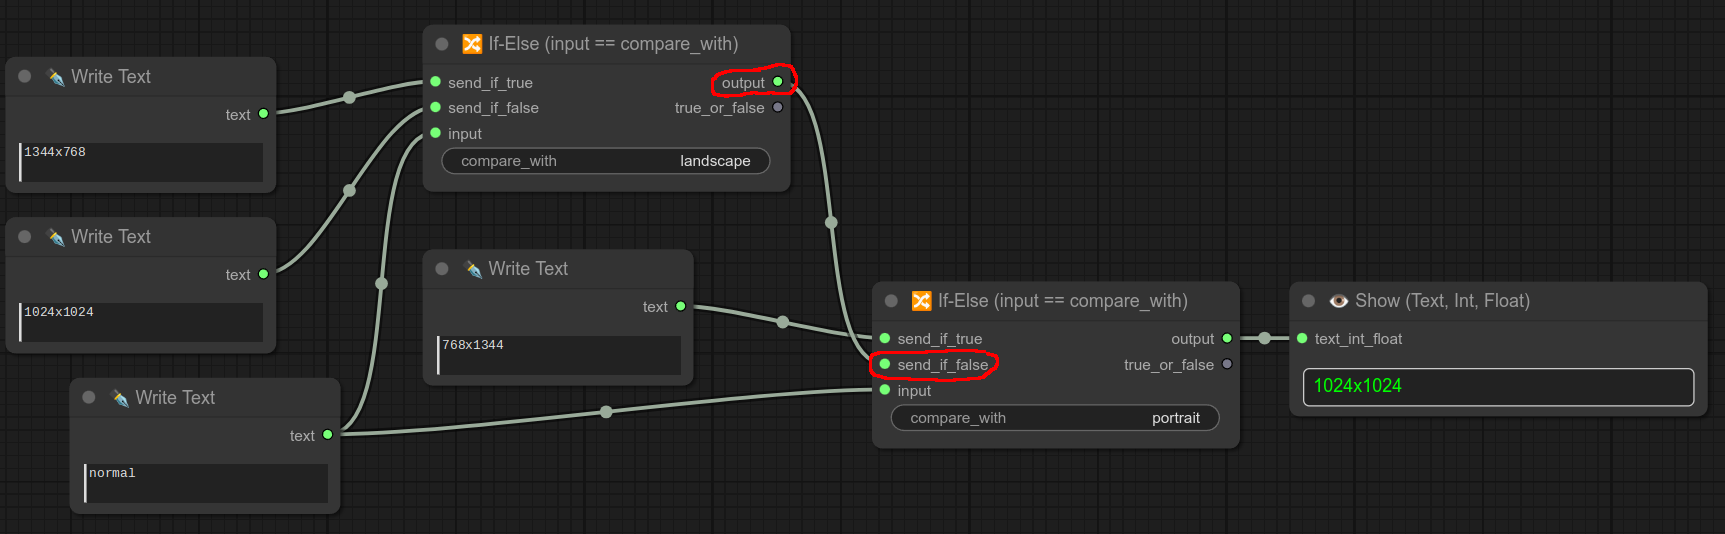 Write Text
text
1344x768
Write Text
text
1024x1024
Write Text
text
normal
If-Else (input == compare_with)
send_if_true output
send_if_false true_or_false
input
compare_with landscape
Write Text
text
768x1344
If-Else (input == compare_with)
send_if_true output
send_if_false true_or_false
input
compare_with portrait
Show (Text, Int, Float)
text_int_float
1024x1024